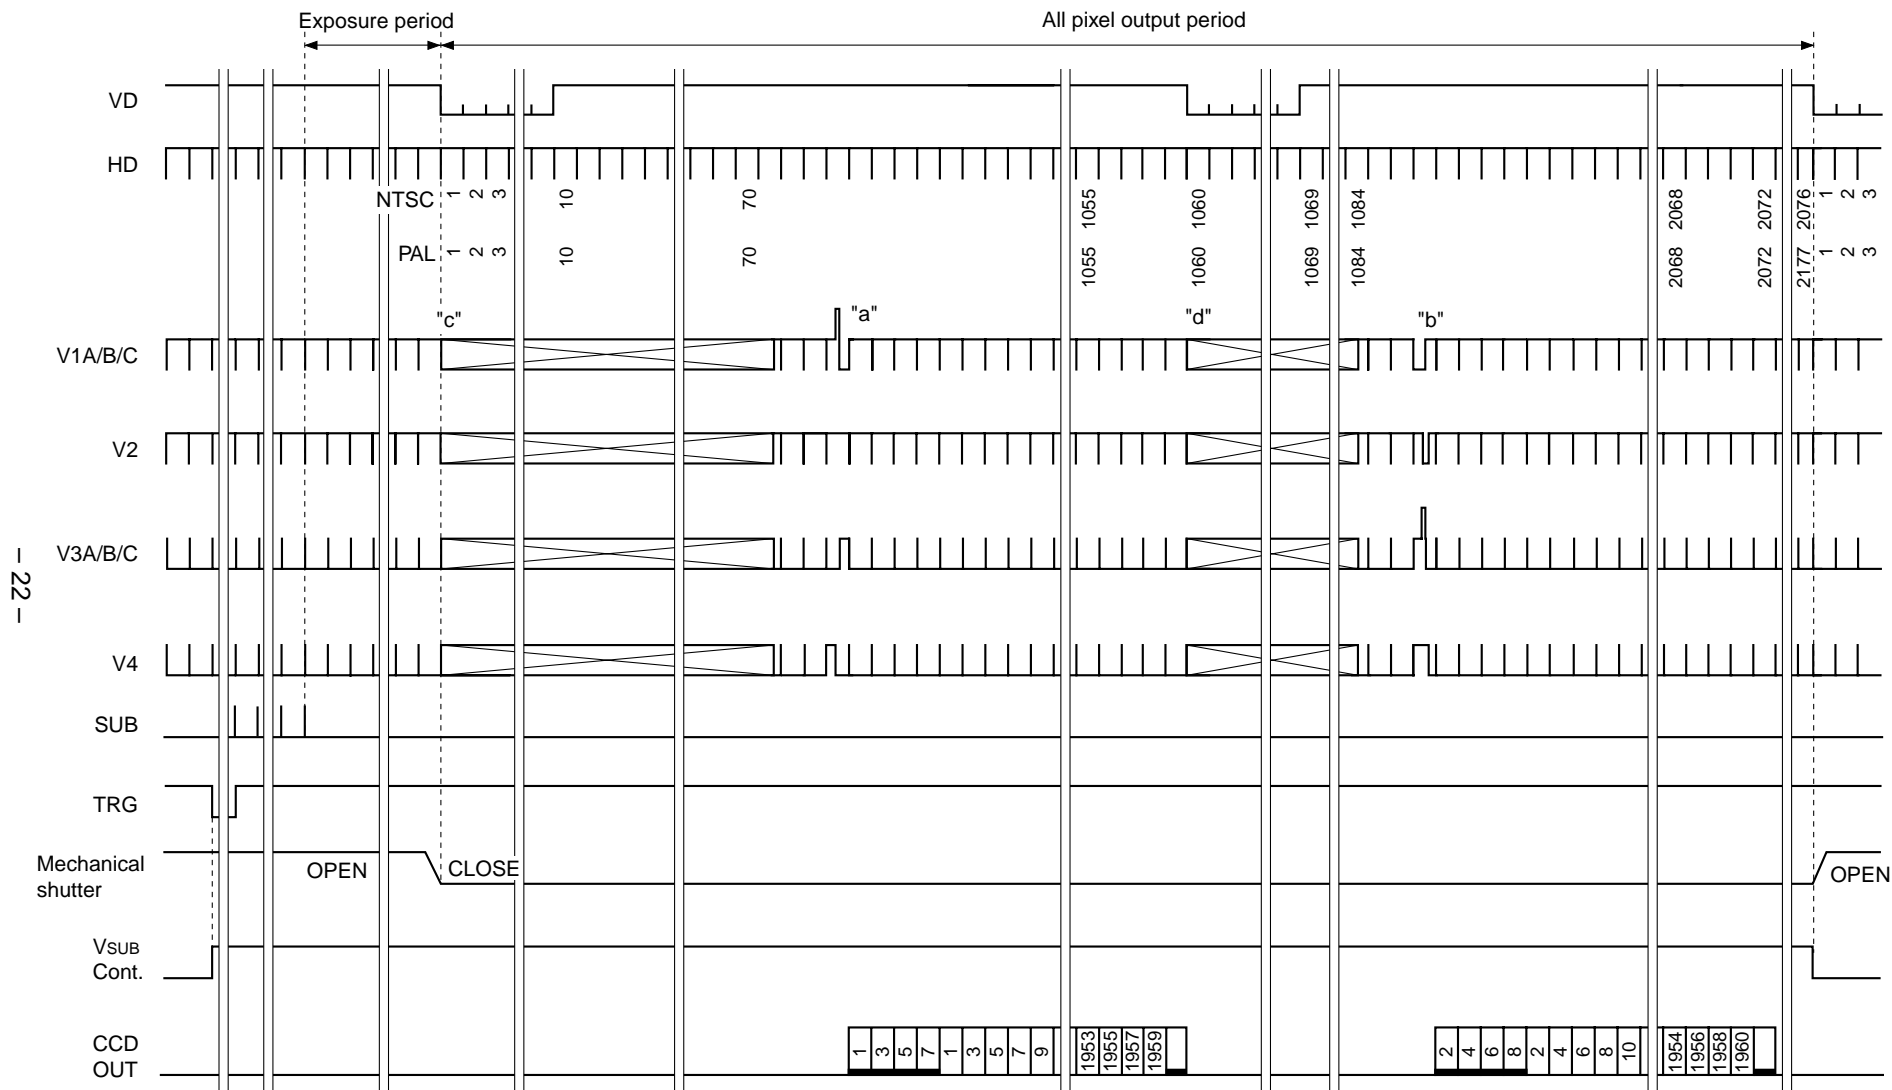 Exposure period All pixel output period
VD
HD
NTSC 1 2 3 10 70 1055 1060 1069 1084 2068 2072 2076 1 2 3
PAL 1 2 3 10 70 1055 1060 1069 1084 2068 2072 2177 1 2 3
"c" "a" "d" "b"
V1A/B/C
V2
V3A/B/C
– 22 –
V4
SUB
TRG
Mechanical
shutter
OPEN CLOSE OPEN
VSUB
Cont.
CCD
OUT
1 3 5 7 1 3 5 7 9 1953 1955 1957 1959 2 4 6 8 2 4 6 8 10 1954 1956 1958 1960